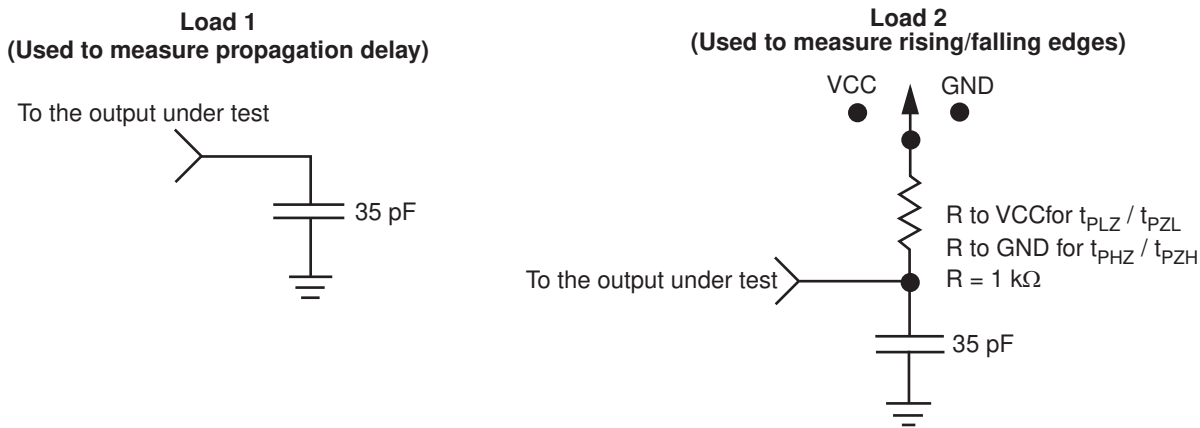 Load 1
(Used to measure propagation delay)
To the output under test
35 pF
Load 2
(Used to measure rising/falling edges)
VCC
GND
R to VCCfor tPLZ / tPZL
R to GND for tPHZ / tPZH
R = 1 kΩ
To the output under test
35 pF